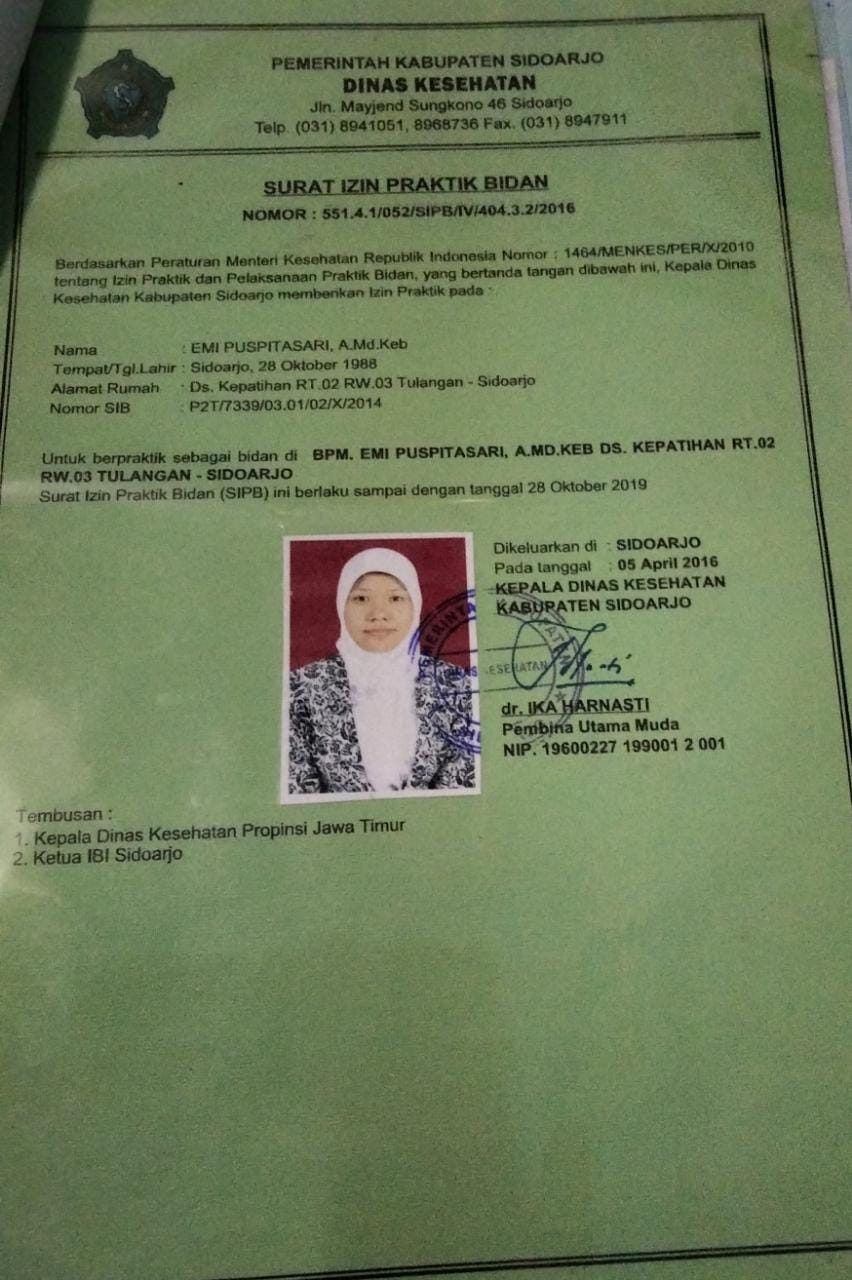 PEMERINTAH KABUPATEN SIDOARJO
DINAS KESEHATAN
Jln. Mayjend Sungkono 46 Sidoarjo
Telp. (031) 8941051, 8968736 Fax. (031) 8947911
SURAT IZIN PRAKTIK BIDAN
NOMOR : 551.4.1/052/SIPB/IV/404.3.2/2016
Berdasarkan Peraturan Menteri Kesehatan Republik Indonesia Nomor : 1464/MENKES/PER/X/2010
tentang Izin Praktik dan Pelaksanaan Praktik Bidan, yang bertanda tangan dibawah ini, Kepala Dinas
Kesehatan Kabupaten Sidoarjo memberikan Izin Praktik pada :
Nama : EMI PUSPITASARI, A.Md.Keb
Tempat/Tgl.Lahir : Sidoarjo, 28 Oktober 1988
Alamat Rumah : Ds. Kepatihan RT.02 RW.03 Tulangan - Sidoarjo
Nomor SIB : P2T/7339/03.01/02/X/2014
Untuk berpraktik sebagai bidan di BPM. EMI PUSPITASARI, A.MD.KEB DS. KEPATIHAN RT.02
RW.03 TULANGAN - SIDOARJO
Surat Izin Praktik Bidan (SIPB) ini berlaku sampai dengan tanggal 28 Oktober 2019
Dikeluarkan di : SIDOARJO
Pada tanggal : 05 April 2016
KEPALA DINAS KESEHATAN
KABUPATEN SIDOARJO
dr. IKA HARNASTI
Pembina Utama Muda
NIP. 19600227 199001 2 001
Tembusan :
1. Kepala Dinas Kesehatan Propinsi Jawa Timur
2. Ketua IBI Sidoarjo